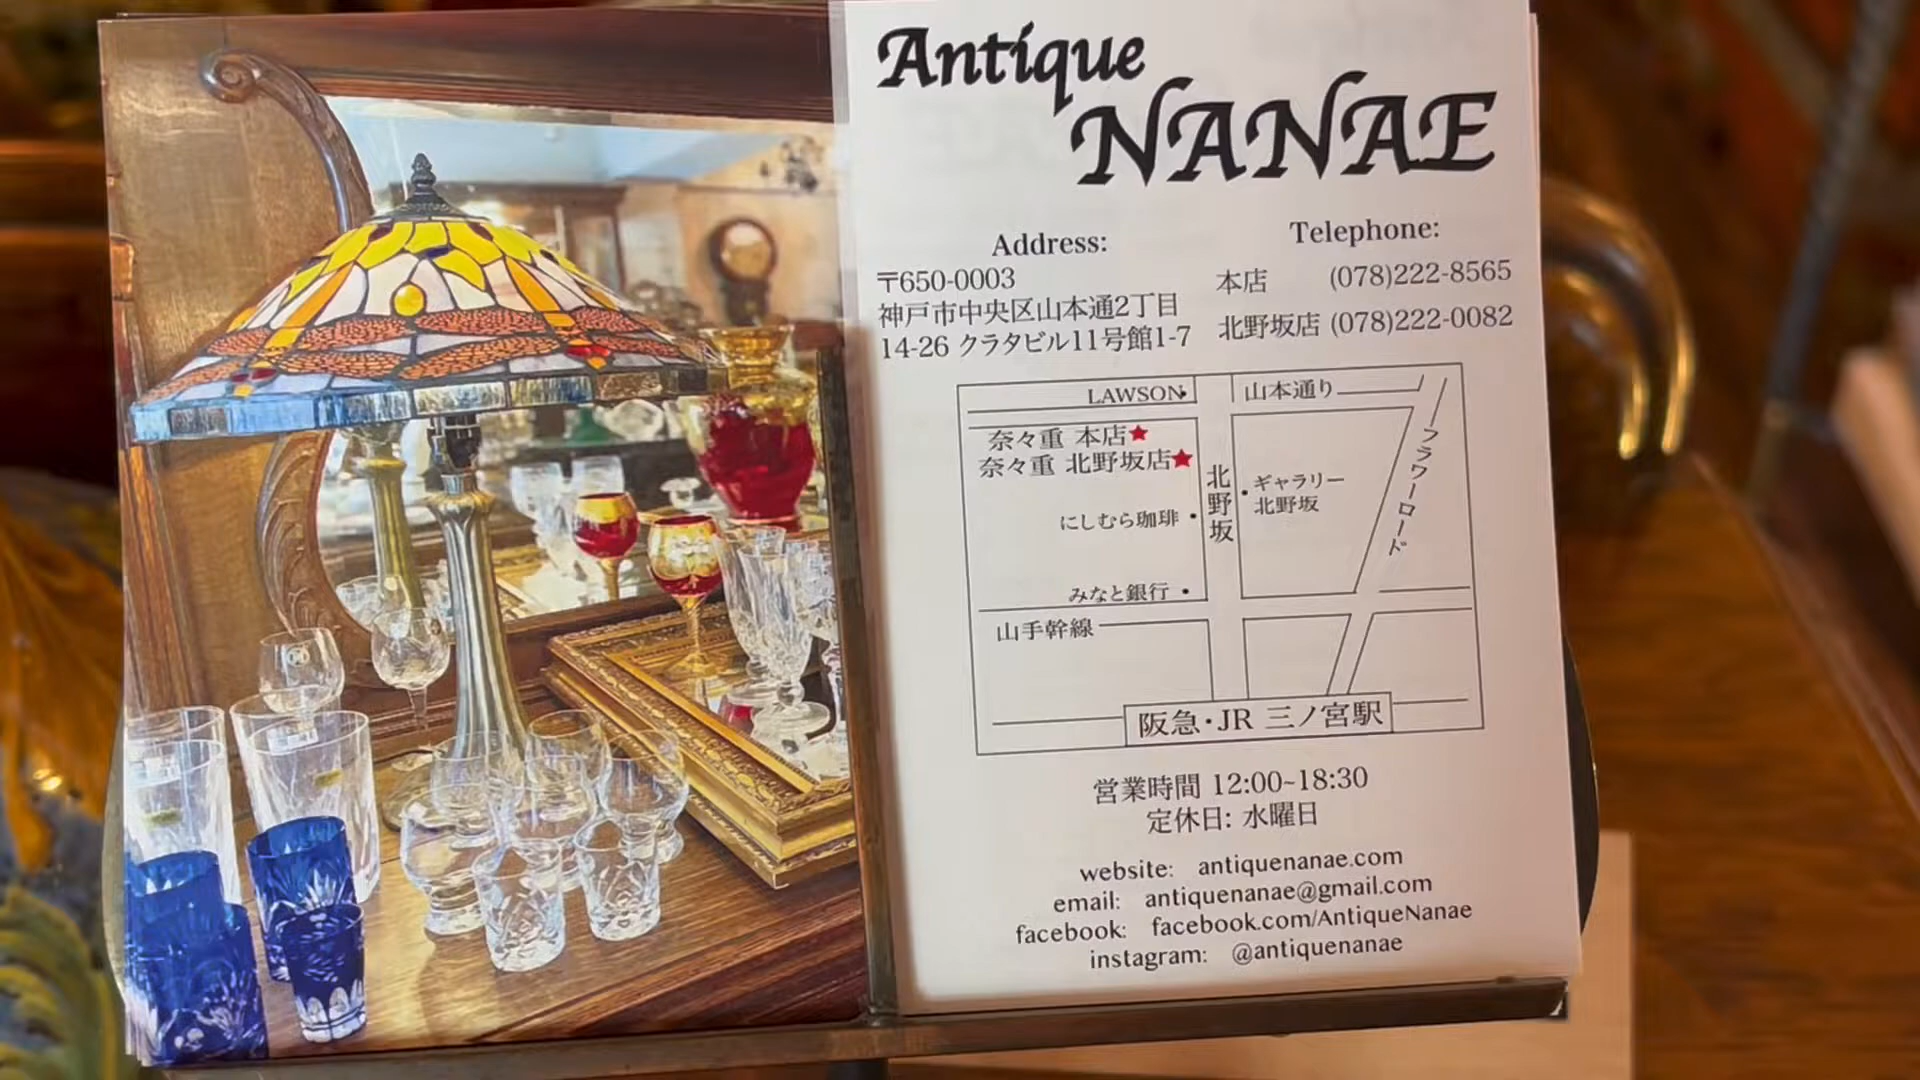 Antique
NANAE
Address:
〒650-0003
神戸市中央区山本通2丁目
14-26 クラタビル11号館1-7
Telephone:
本店 (078)222-8565
北野坂店 (078)222-0082
LAWSON
山本通り
奈々重 本店★
奈々重 北野坂店★
北野坂
ギャラリー
北野坂
フラワーロード
にしむら珈琲
みなと銀行
山手幹線
阪急・JR 三ノ宮駅
営業時間 12:00~18:30
定休日: 水曜日
website: antiquenanae.com
email: antiquenanae@gmail.com
facebook: facebook.com/AntiqueNanae
instagram: @antiquenanae